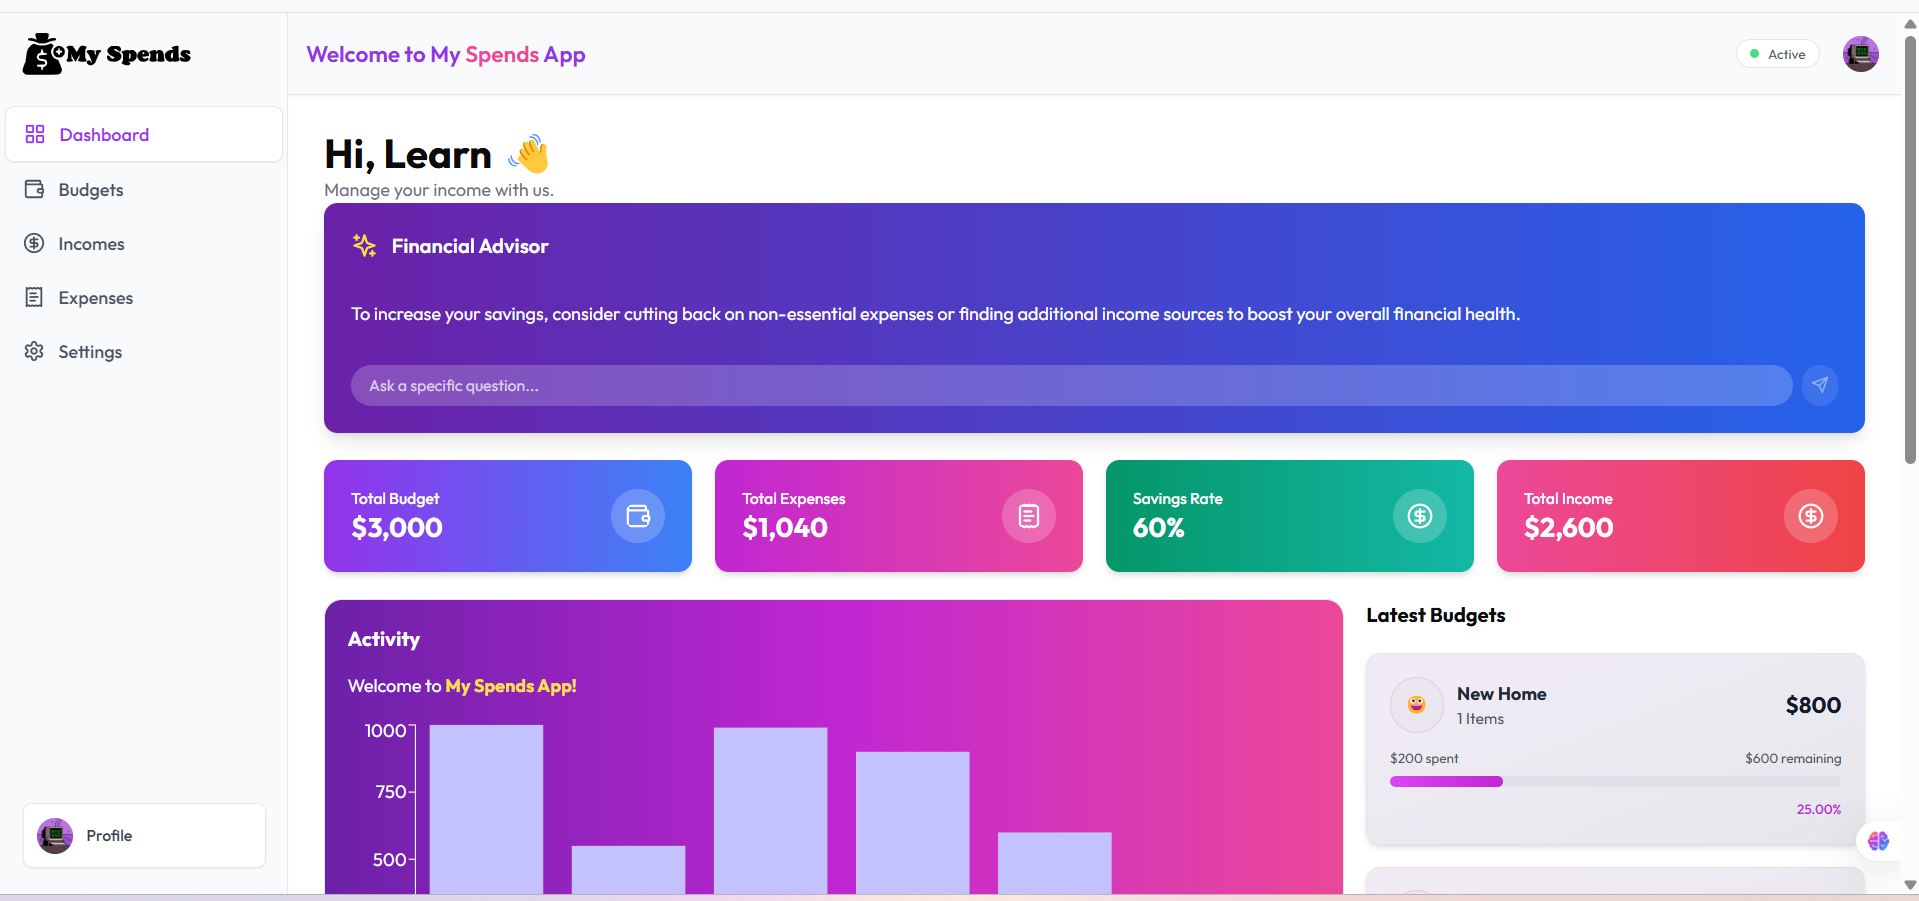 My Spends
Welcome to My Spends App
Active
Dashboard
Budgets
Incomes
Expenses
Settings
Profile
Hi, Learn 👋
Manage your income with us.
Financial Advisor
To increase your savings, consider cutting back on non-essential expenses or finding additional income sources to boost your overall financial health.
Ask a specific question...
Total Budget
$3,000
Total Expenses
$1,040
Savings Rate
60%
Total Income
$2,600
Activity
Welcome to My Spends App!
1000
750
500
Latest Budgets
New Home
1 Items
$800
$200 spent
$600 remaining
25.00%